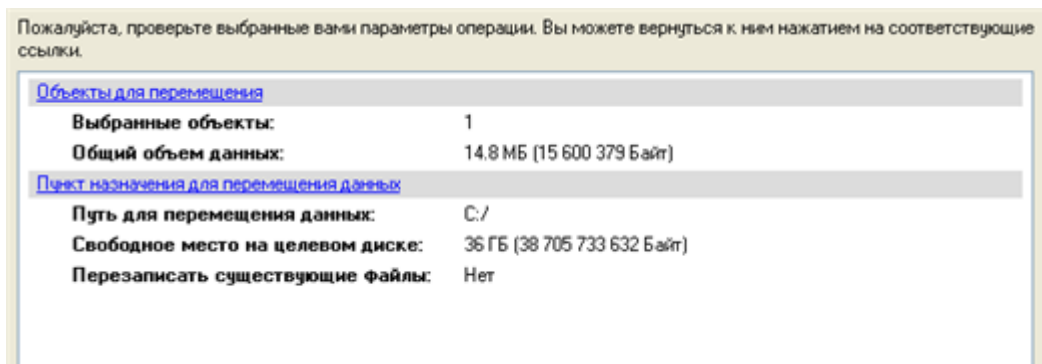 Пожалуйста, проверьте выбранные вами параметры операции. Вы можете вернуться к ним нажатием на соответствующие
ссылки.
Объекты для перемещения
Выбранные объекты: 1
Общий объем данных: 14.8 МБ (15 600 379 Байт)
Пункт назначения для перемещения данных
Путь для перемещения данных: C:/
Свободное место на целевом диске: 36 ГБ (38 705 733 632 Байт)
Перезаписать существующие файлы: Нет